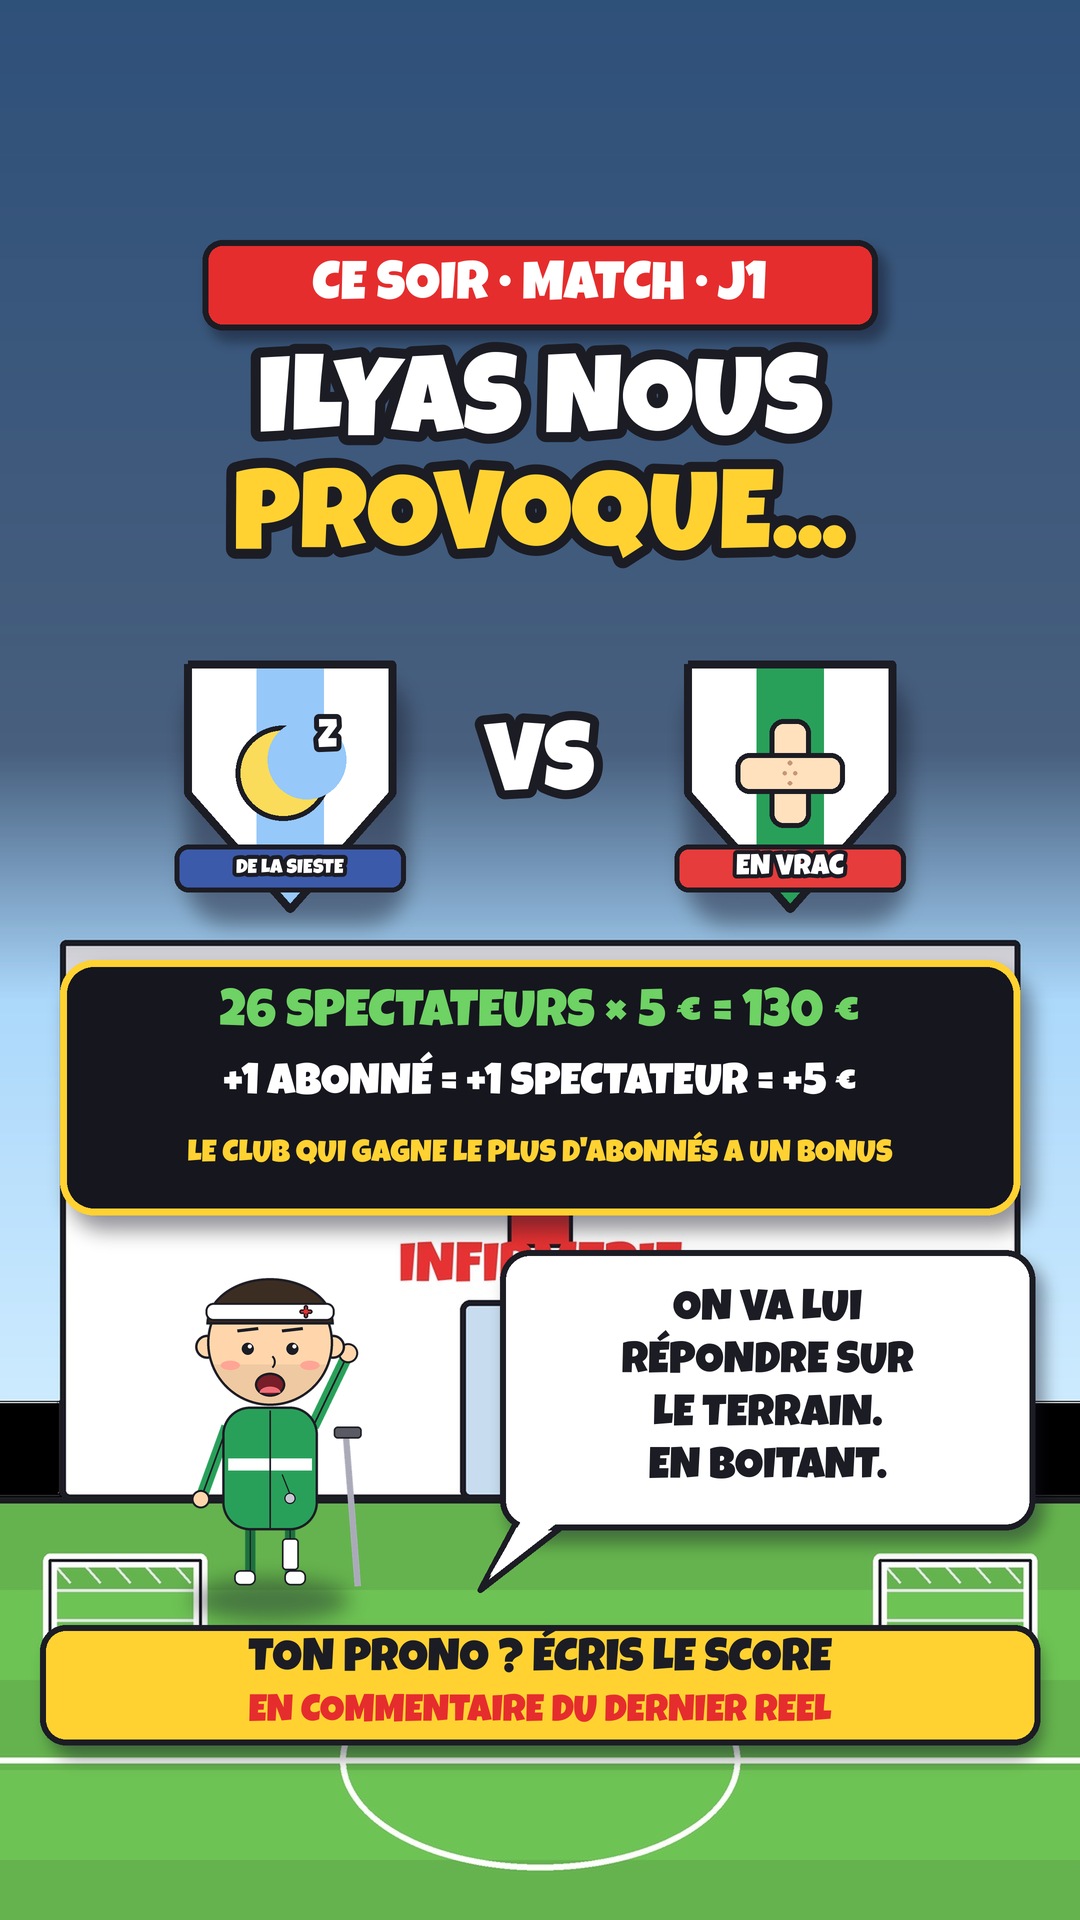 CE SOIR · MATCH · J1
ILYAS NOUS
PROVOQUE...
Z
VS
DE LA SIESTE
EN VRAC
26 SPECTATEURS × 5 € = 130 €
+1 ABONNÉ = +1 SPECTATEUR = +5 €
LE CLUB QUI GAGNE LE PLUS D'ABONNÉS A UN BONUS
ON VA LUI
RÉPONDRE SUR
LE TERRAIN.
EN BOITANT.
TON PRONO ? ÉCRIS LE SCORE
EN COMMENTAIRE DU DERNIER REEL